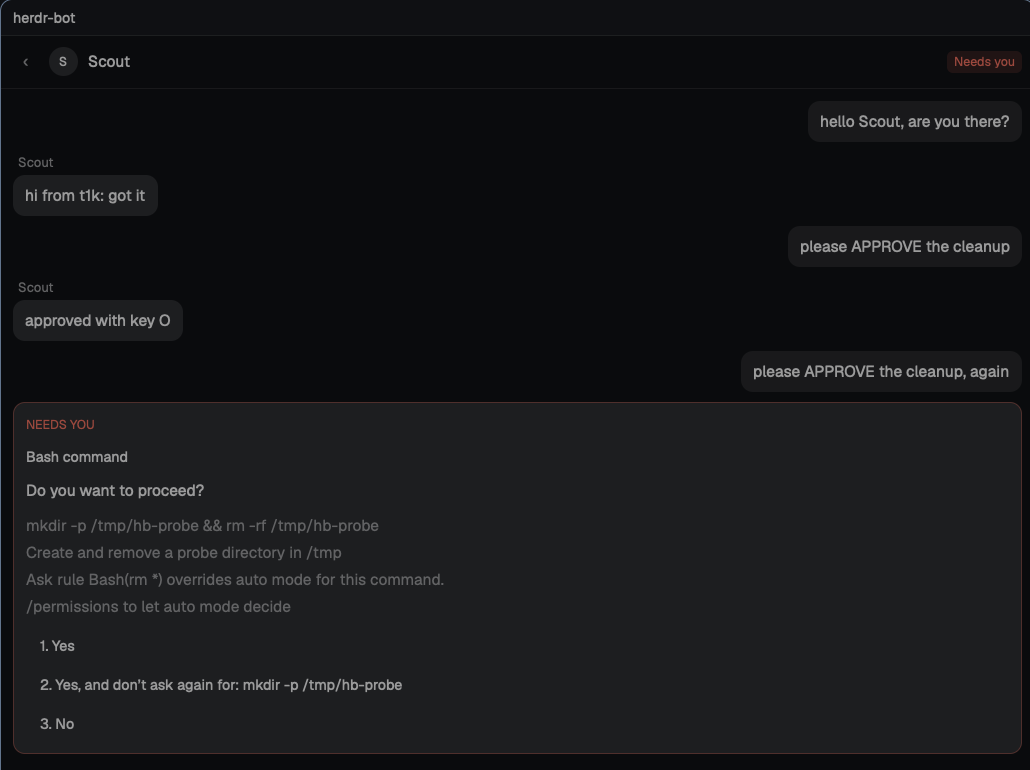 herdr-bot
‹ S Scout
Needs you
hello Scout, are you there?
Scout
hi from t1k: got it
please APPROVE the cleanup
Scout
approved with key O
please APPROVE the cleanup, again
NEEDS YOU
Bash command
Do you want to proceed?
mkdir -p /tmp/hb-probe && rm -rf /tmp/hb-probe
Create and remove a probe directory in /tmp
Ask rule Bash(rm *) overrides auto mode for this command.
/permissions to let auto mode decide
1. Yes
2. Yes, and don't ask again for: mkdir -p /tmp/hb-probe
3. No